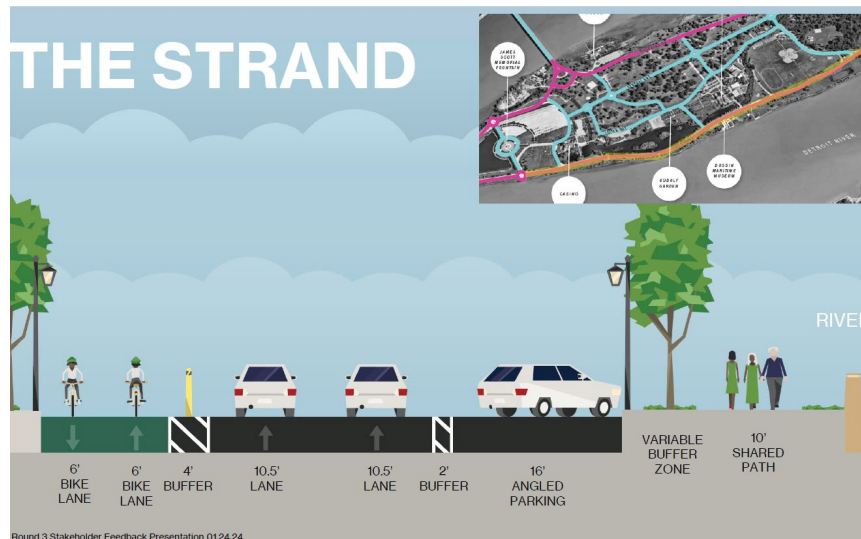 THE STRAND
JAMES
SCOTT
MEMORIAL
FOUNTAIN
CASINO
DOSSIN
MARITIME
MUSEUM
DETROIT RIVER
RIVE
6'
BIKE
LANE
6'
BIKE
LANE
4'
BUFFER
10.5'
LANE
10.5'
LANE
2'
BUFFER
16'
ANGLED
PARKING
VARIABLE
BUFFER
ZONE
10'
SHARED
PATH
Round 3 Stakeholder Feedback Presentation 01.24.24